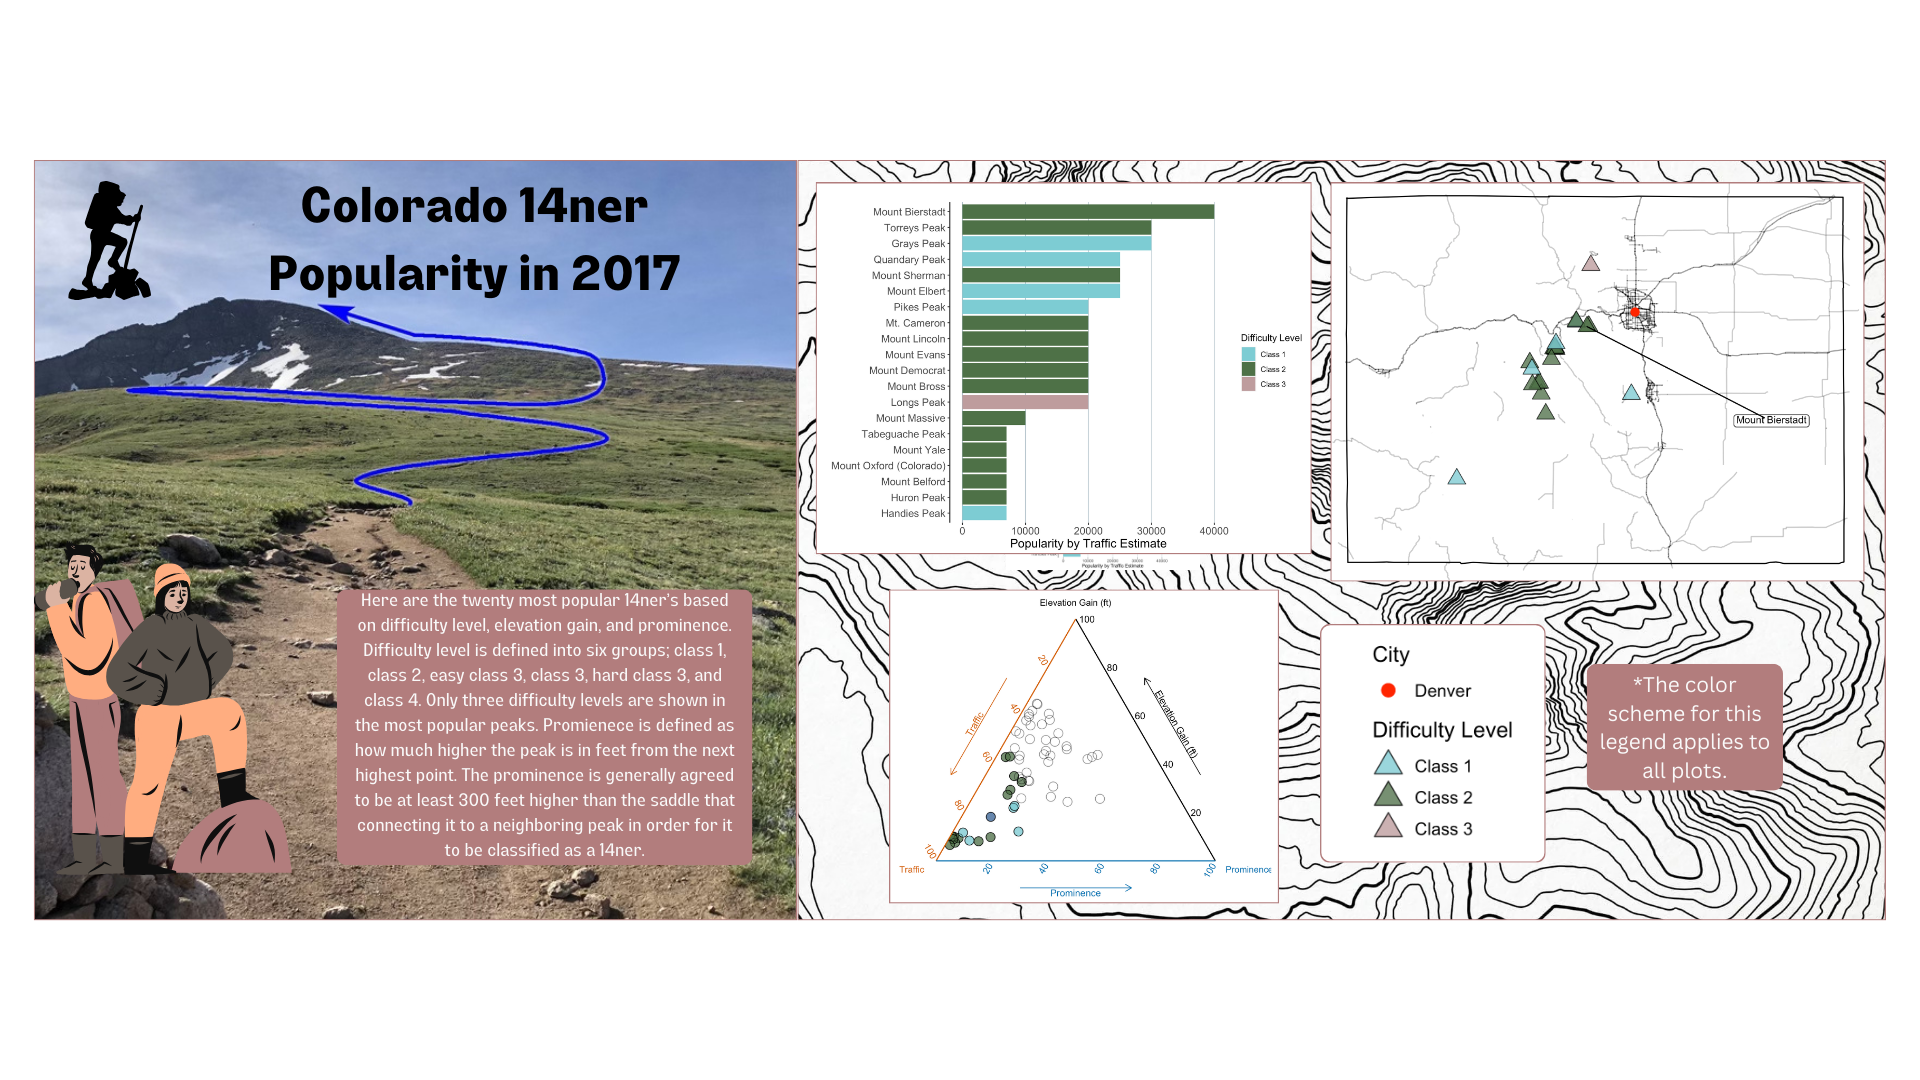 Colorado 14ner
Popularity in 2017
Here are the twenty most popular 14ner's based
on difficulty level, elevation gain, and prominence.
Difficulty level is defined into six groups; class 1,
class 2, easy class 3, class 3, hard class 3, and
class 4. Only three difficulty levels are shown in
the most popular peaks. Promienece is defined as
how much higher the peak is in feet from the next
highest point. The prominence is generally agreed
to be at least 300 feet higher than the saddle that
connecting it to a neighboring peak in order for it
to be classified as a 14ner.
Mount Bierstadt
Torreys Peak
Grays Peak
Quandary Peak
Mount Sherman
Mount Elbert
Pikes Peak
Mt. Cameron
Mount Lincoln
Mount Evans
Mount Democrat
Mount Bross
Longs Peak
Mount Massive
Tabeguache Peak
Mount Yale
Mount Oxford (Colorado)
Mount Belford
Huron Peak
Handies Peak
0 10000 20000 30000 40000
Popularity by Traffic Estimate
Difficulty Level
Class 1
Class 2
Class 3
Popularity by Traffic Estimate
Mount Bierstadt
Elevation Gain (ft)
100
80
60
40
20
Elevation Gain (ft)
20
40
60
80
100
Traffic
Traffic
20 40 60 80 100
Prominence
Prominence
City
Denver
Difficulty Level
Class 1
Class 2
Class 3
*The color
scheme for this
legend applies to
all plots.